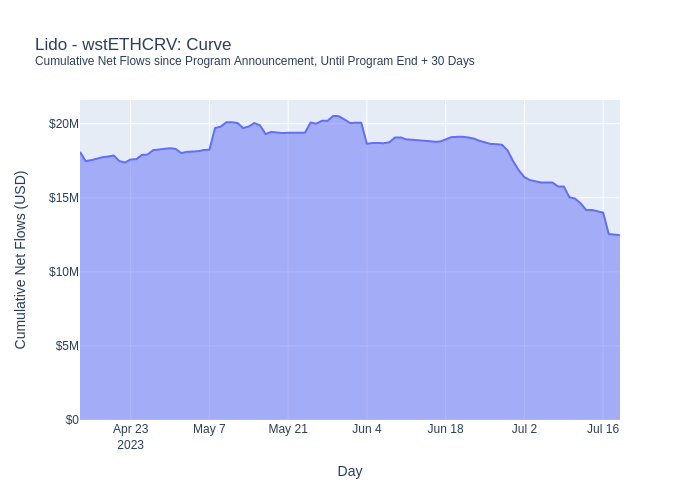 Lido - wstETHCRV: Curve
Cumulative Net Flows since Program Announcement, Until Program End + 30 Days
Cumulative Net Flows (USD)
$20M
$15M
$10M
$5M
$0
Apr 23
2023
May 7
May 21
Jun 4
Jun 18
Jul 2
Jul 16
Day